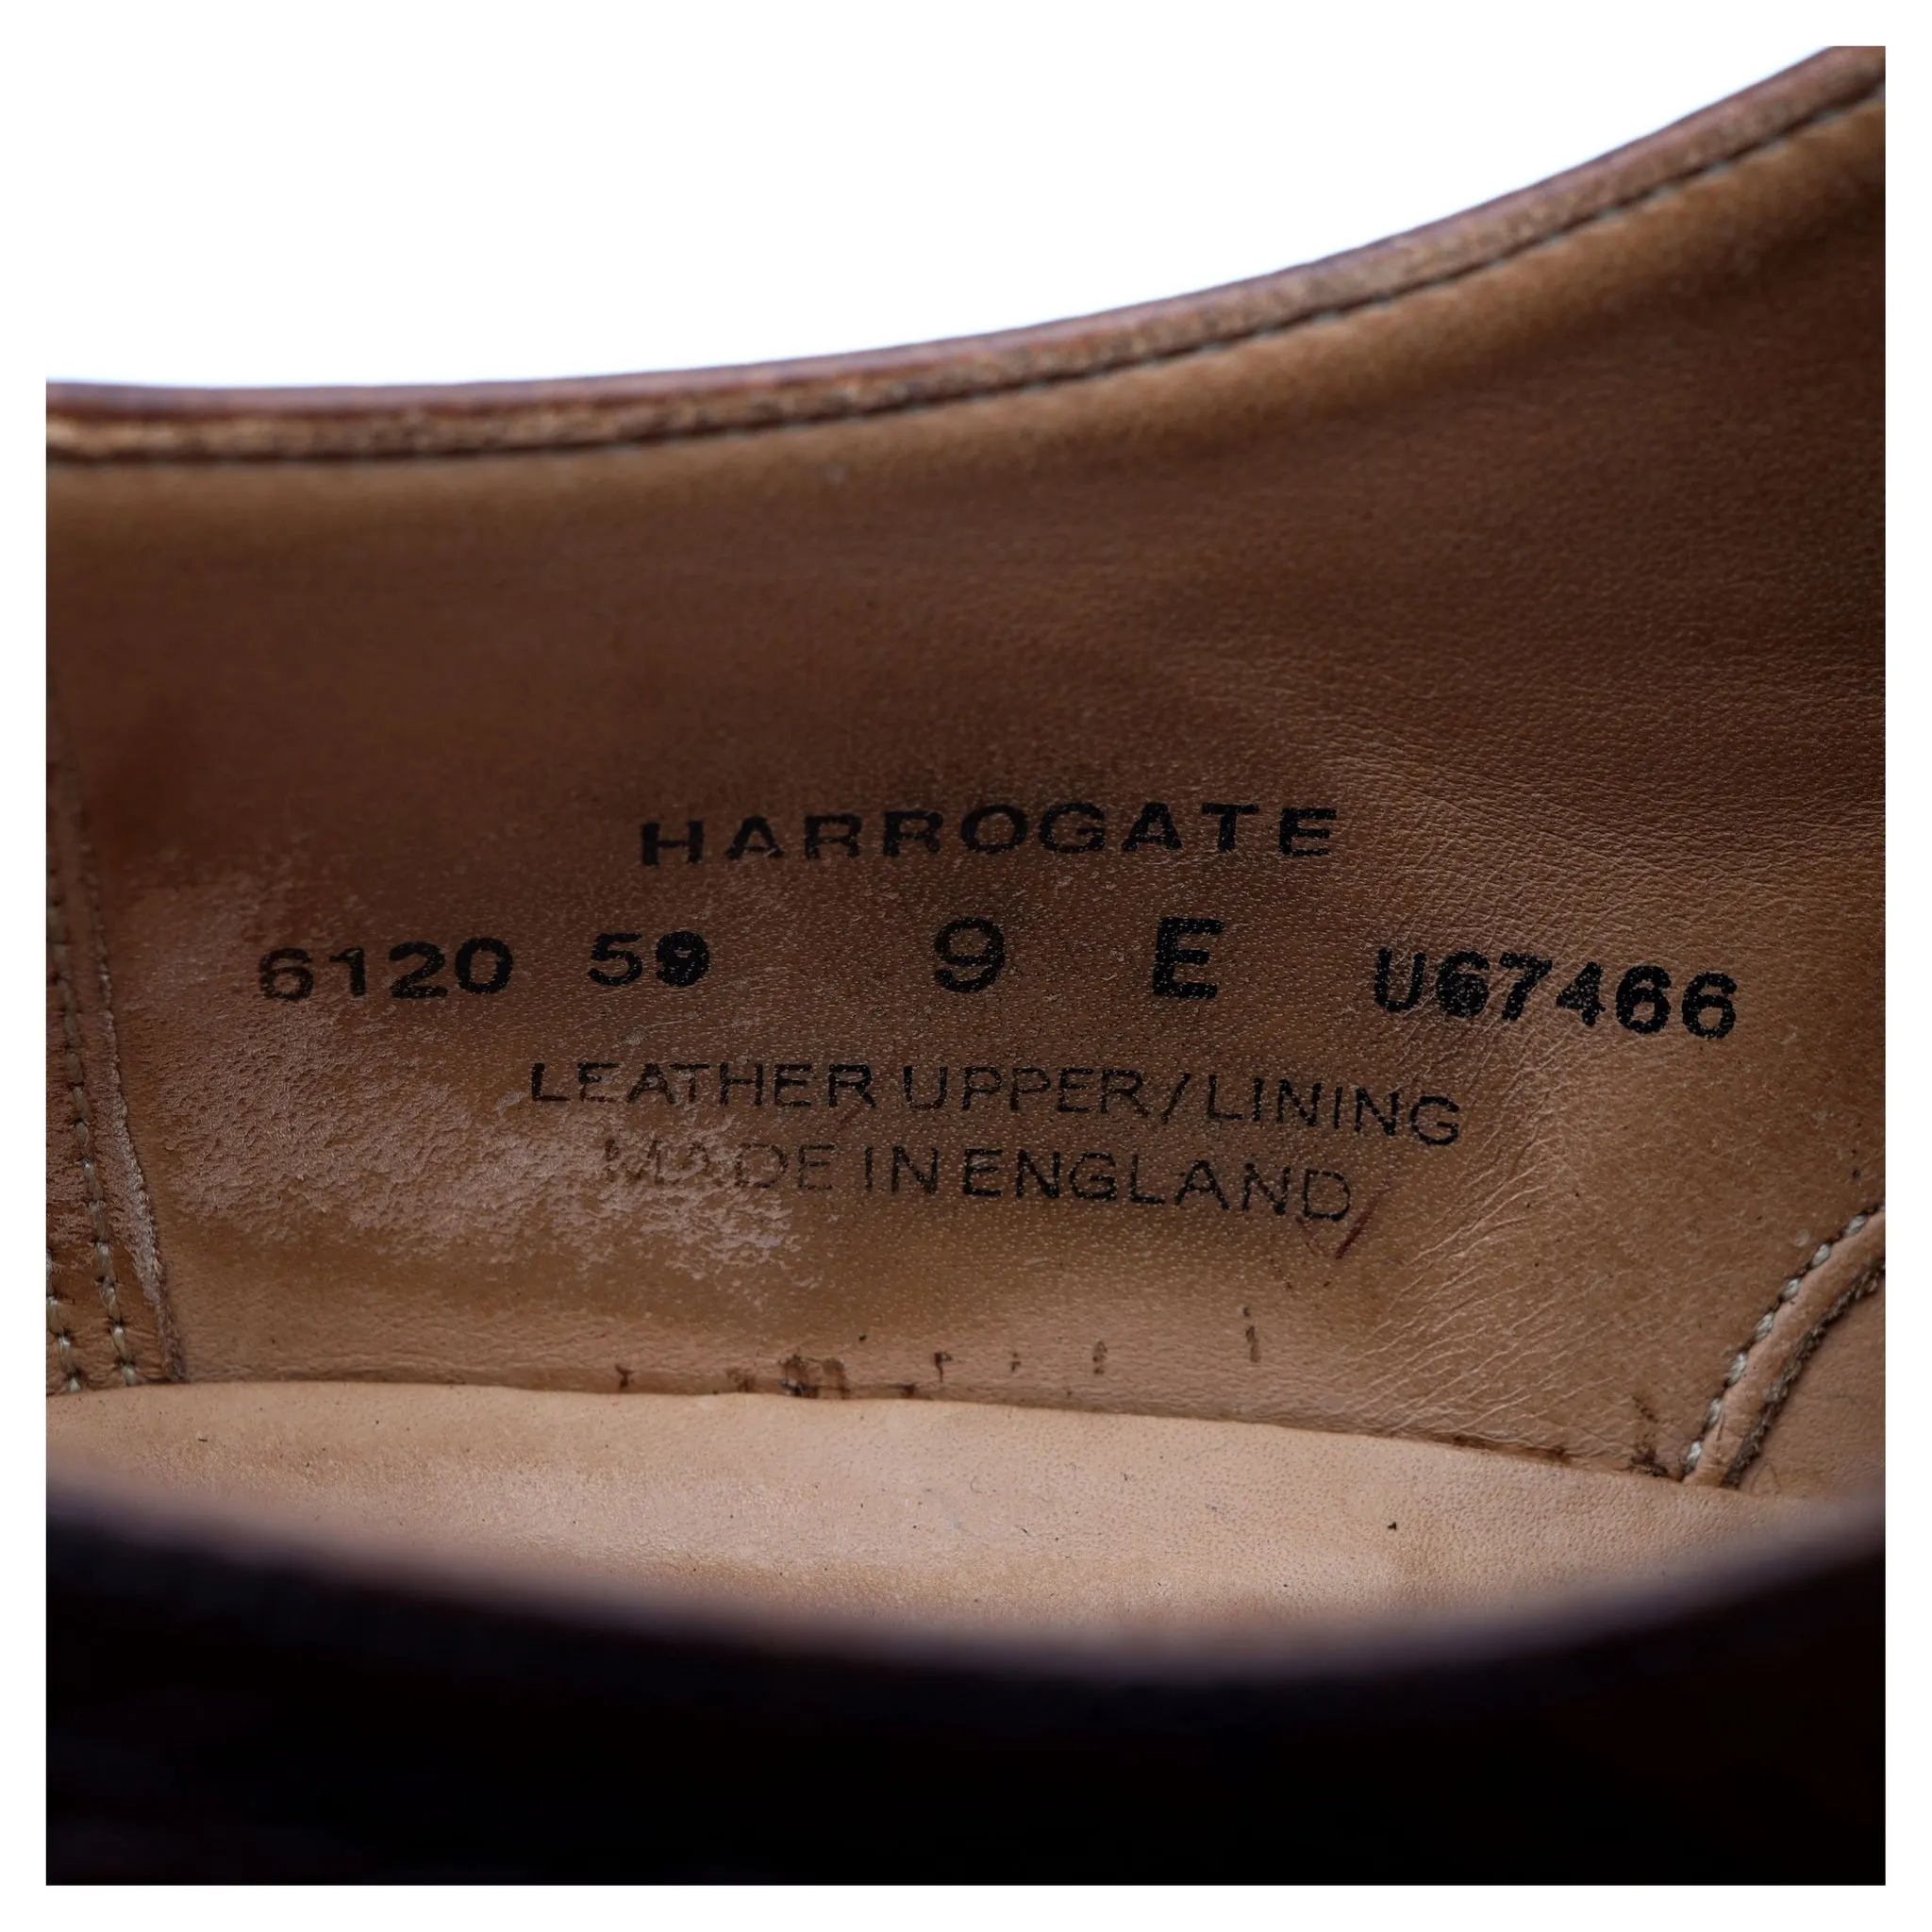 HARROGATE
6120 59 9 E U67466
LEATHER UPPER/LINING
MADE IN ENGLAND